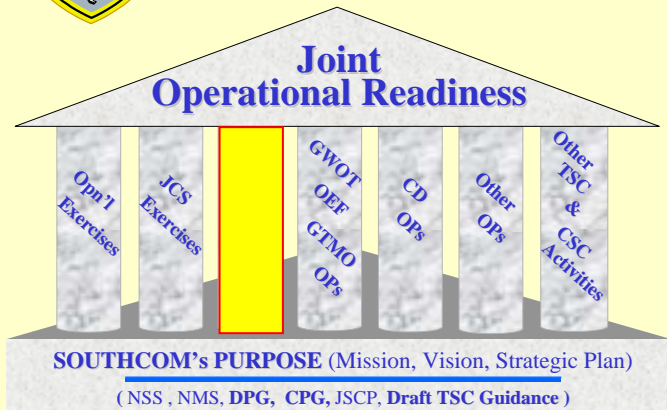 Joint
Operational Readiness
Opn'l
Exercises
JCS
Exercises
GWOT
OEF
GTMO
OPs
CD
OPs
Other
OPs
Other
TSC
&
CSC
Activities
SOUTHCOM's PURPOSE (Mission, Vision, Strategic Plan)
( NSS , NMS, DPG, CPG, JSCP, Draft TSC Guidance )